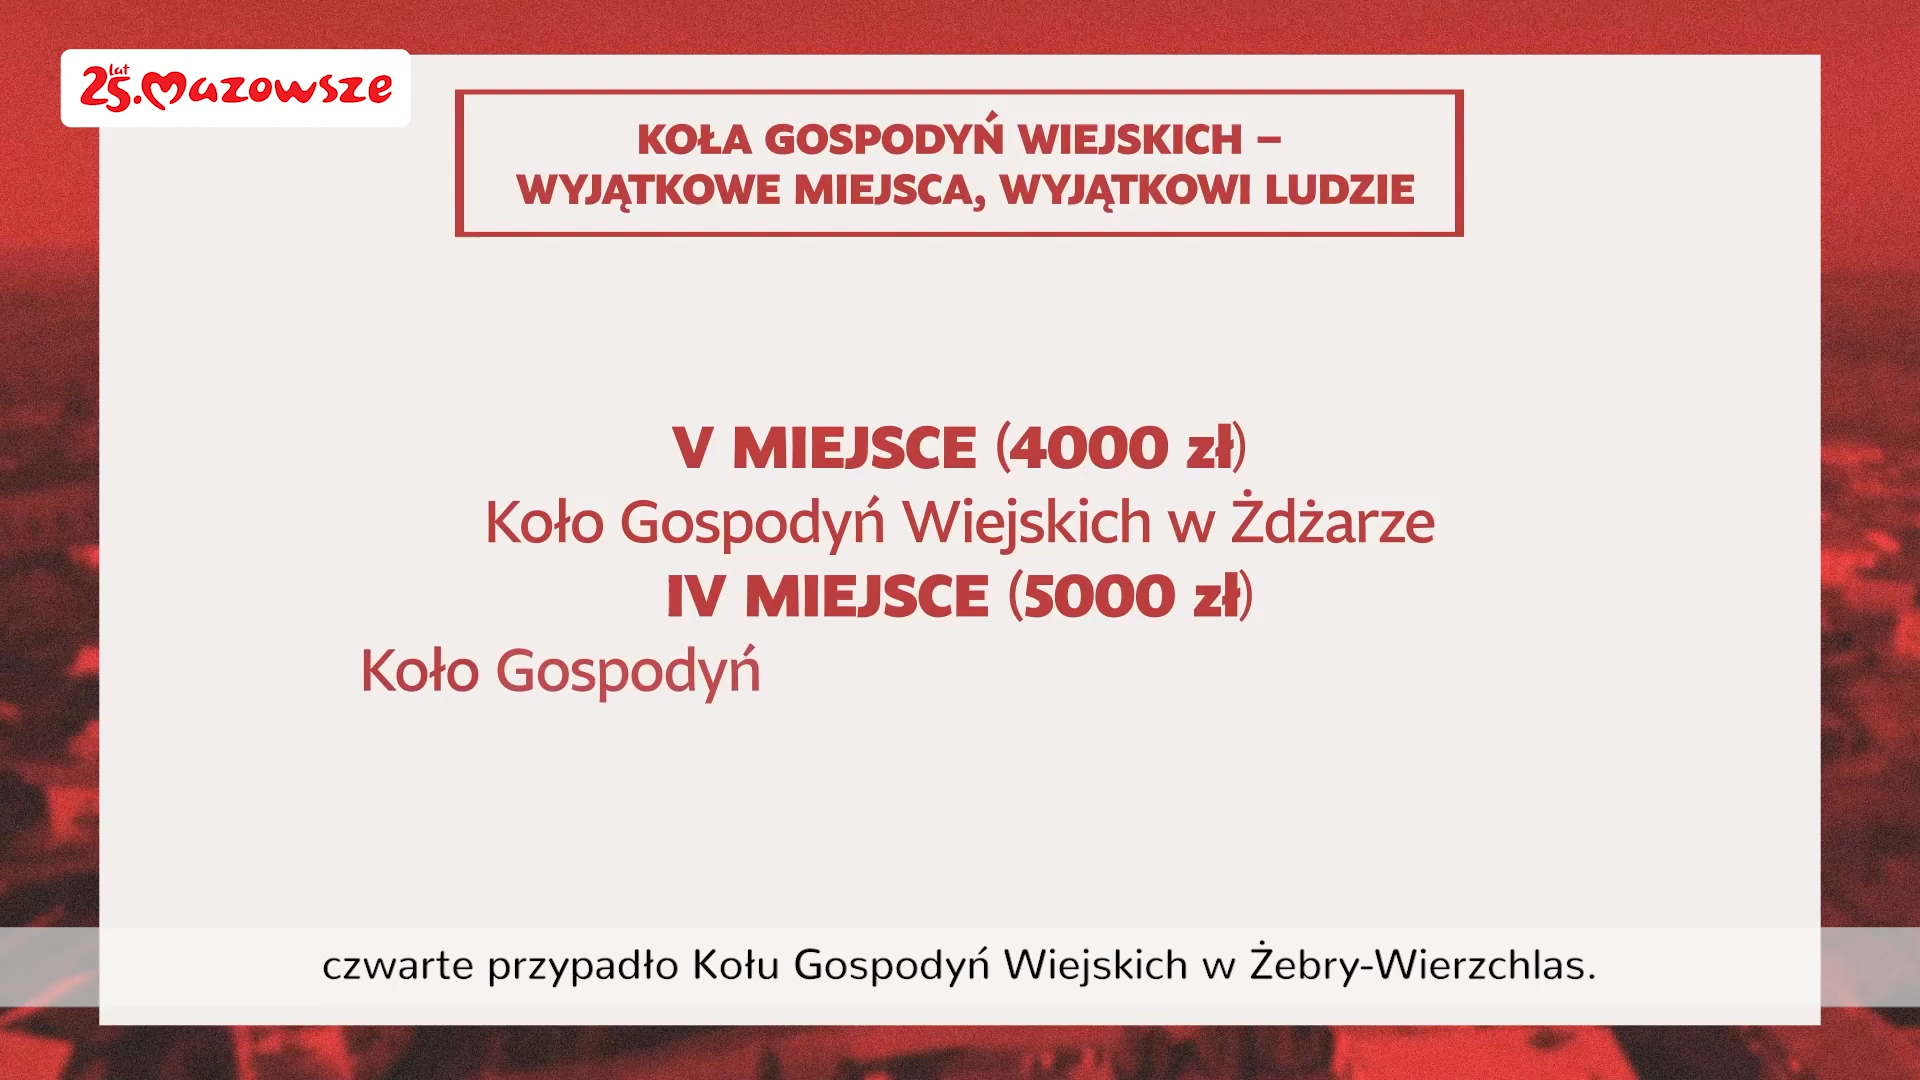 25 lat. Mazowsze
KOŁA GOSPODYŃ WIEJSKICH –
WYJĄTKOWE MIEJSCA, WYJĄTKOWI LUDZIE
V MIEJSCE (4000 zł)
Koło Gospodyń Wiejskich w Żdżarze
IV MIEJSCE (5000 zł)
Koło Gospodyń
czwarte przypadło Kołu Gospodyń Wiejskich w Żebry-Wierzchlas.